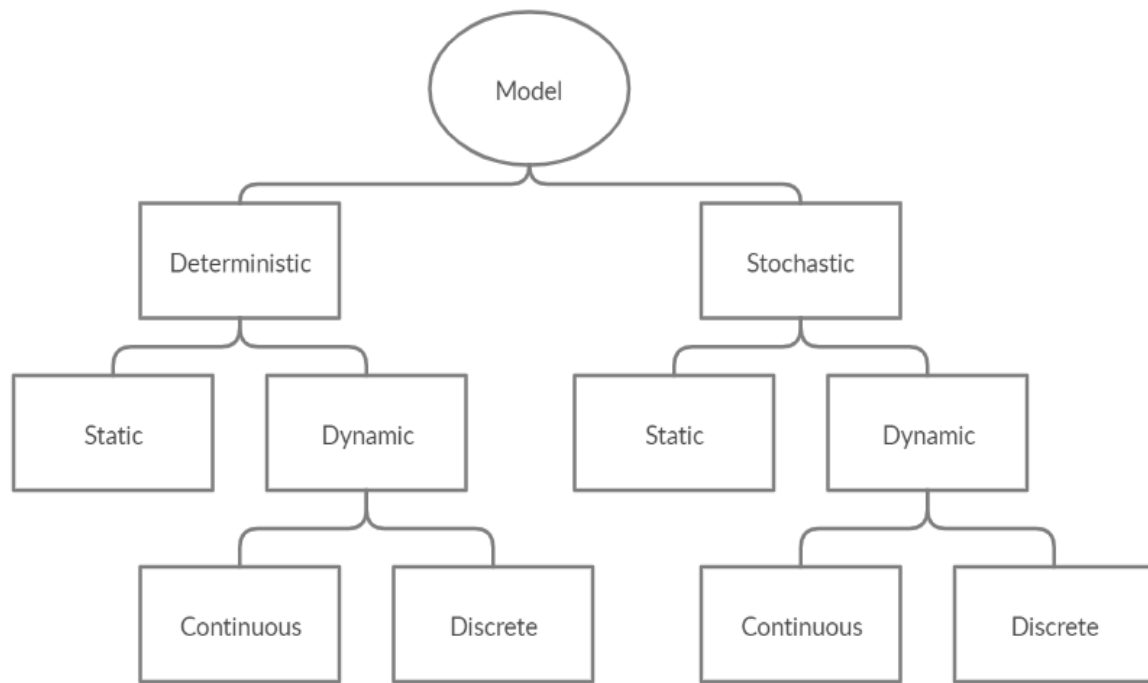 Model
Deterministic
Stochastic
Static
Dynamic
Static
Dynamic
Continuous
Discrete
Continuous
Discrete